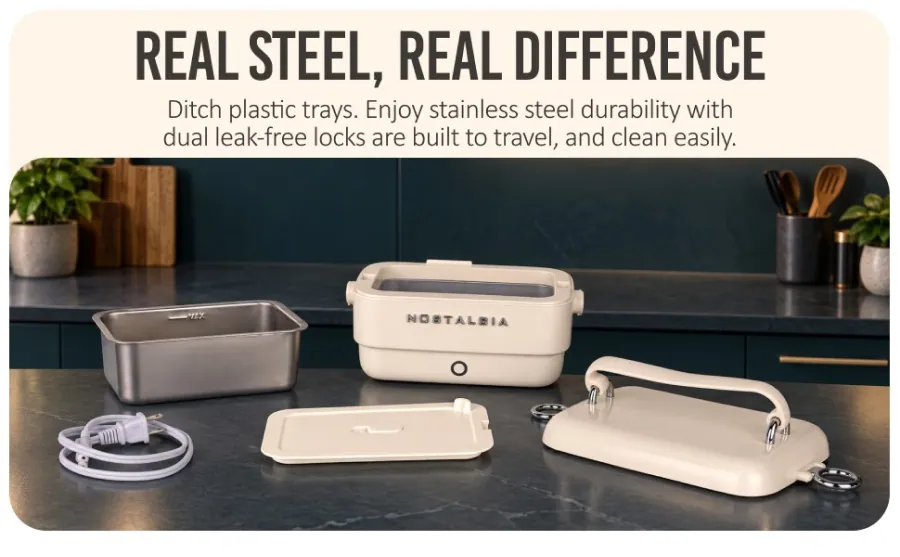 REAL STEEL, REAL DIFFERENCE
Ditch plastic trays. Enjoy stainless steel durability with
dual leak-free locks are built to travel, and clean easily.
MAX
NOSTALGIA